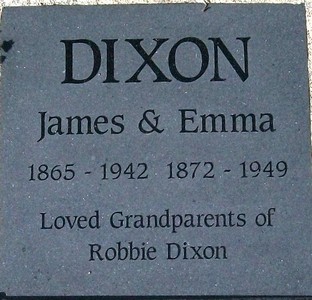 DIXON
James & Emma
1865 - 1942 1872 - 1949
Loved Grandparents of
Robbie Dixon